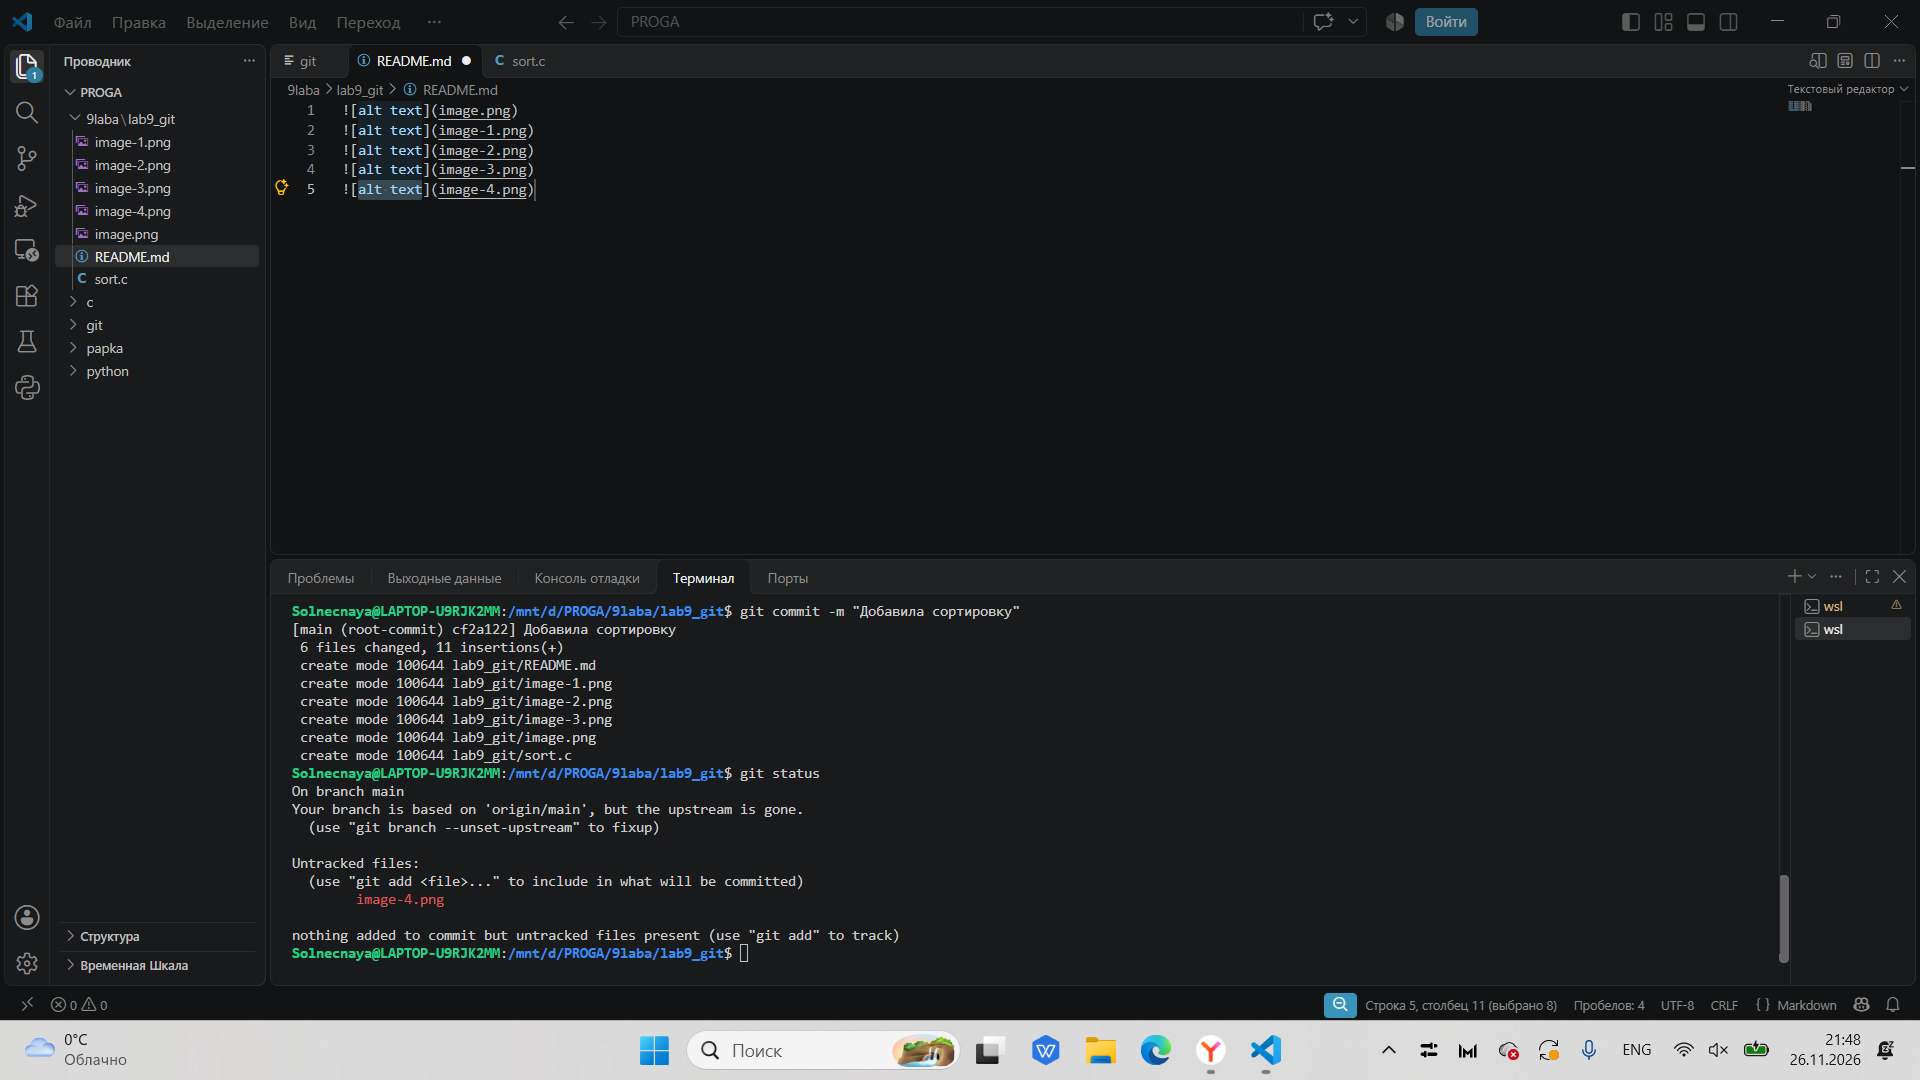 Файл Правка Выделение Вид Переход ···
PROGA
Войти
Проводник
PROGA
9laba\lab9_git
image-1.png
image-2.png
image-3.png
image-4.png
image.png
README.md
sort.c
c
git
papka
python
Структура
Временная Шкала
git
README.md
sort.c
9laba > lab9_git > README.md
Текстовый редактор
1 ![alt text](image.png)
2 ![alt text](image-1.png)
3 ![alt text](image-2.png)
4 ![alt text](image-3.png)
5 ![alt text](image-4.png)
Проблемы Выходные данные Консоль отладки Терминал Порты
Solnecnaya@LAPTOP-U9RJK2MM:/mnt/d/PROGA/9laba/lab9_git$ git commit -m "Добавила сортировку"
[main (root-commit) cf2a122] Добавила сортировку
6 files changed, 11 insertions(+)
create mode 100644 lab9_git/README.md
create mode 100644 lab9_git/image-1.png
create mode 100644 lab9_git/image-2.png
create mode 100644 lab9_git/image-3.png
create mode 100644 lab9_git/image.png
create mode 100644 lab9_git/sort.c
Solnecnaya@LAPTOP-U9RJK2MM:/mnt/d/PROGA/9laba/lab9_git$ git status
On branch main
Your branch is based on 'origin/main', but the upstream is gone.
(use "git branch --unset-upstream" to fixup)
Untracked files:
(use "git add <file>..." to include in what will be committed)
image-4.png
nothing added to commit but untracked files present (use "git add" to track)
Solnecnaya@LAPTOP-U9RJK2MM:/mnt/d/PROGA/9laba/lab9_git$
wsl
wsl
0 0
Строка 5, столбец 11 (выбрано 8) Пробелов: 4 UTF-8 CRLF {} Markdown
0°C
Облачно
Поиск
ENG
21:48
26.11.2026